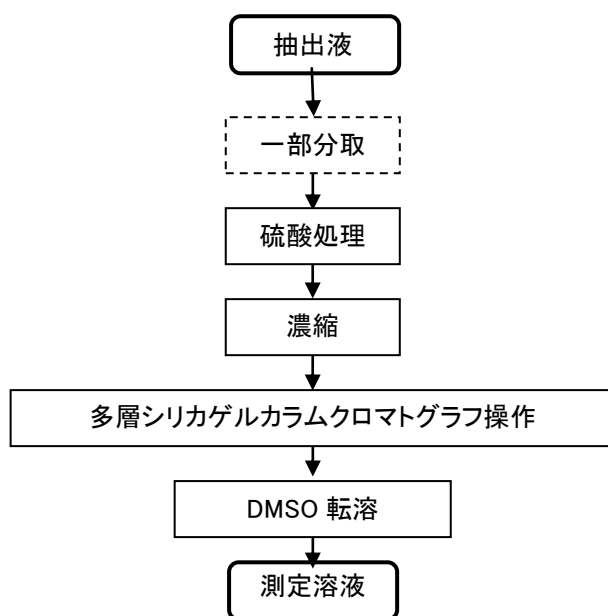 抽出液
一部分取
硫酸処理
濃縮
多層シリカゲルカラムクロマトグラフ操作
DMSO 転溶
測定溶液